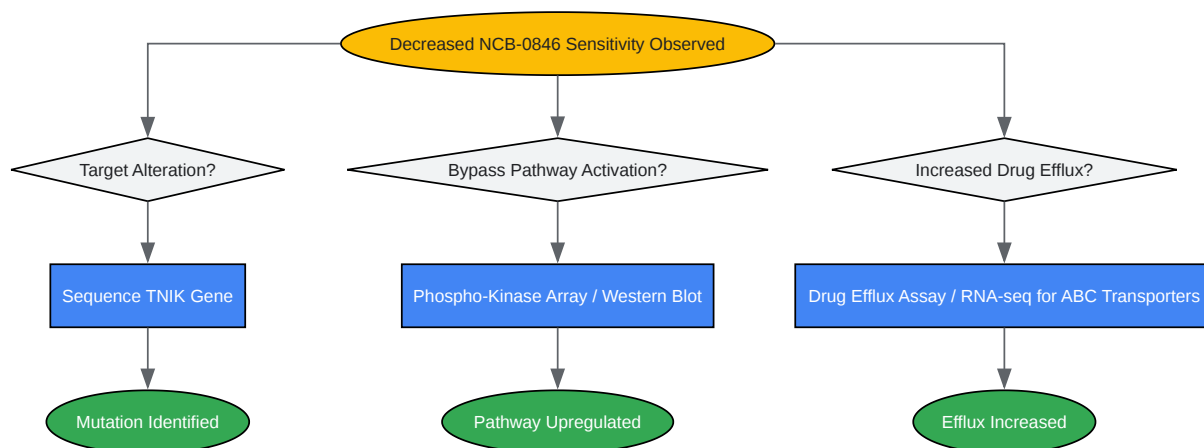 Decreased NCB-0846 Sensitivity Observed
Target Alteration?
Bypass Pathway Activation?
Increased Drug Efflux?
Sequence TNIK Gene
Phospho-Kinase Array / Western Blot
Drug Efflux Assay / RNA-seq for ABC Transporters
Mutation Identified
Pathway Upregulated
Efflux Increased